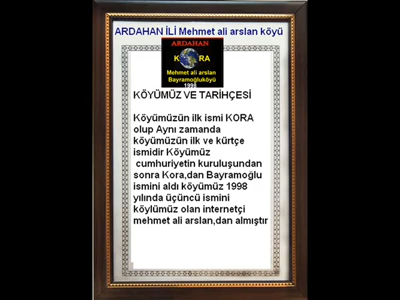 ARDAHAN İLİ Mehmet ali arslan köyü
ARDAHAN
K RA
Mehmet ali arslan
Bayramoğluköyü
1998
KÖYÜMÜZ VE TARİHÇESİ
Köyümüzün ilk ismi KORA
olup Aynı zamanda
köyümüzün ilk ve kürtçe
ismidir Köyümüz
cumhuriyetin kuruluşundan
sonra Kora,dan Bayramoğlu
ismini aldı köyümüz 1998
yılında üçüncü ismini
köylümüz olan internetçi
mehmet ali arslan,dan almıştır